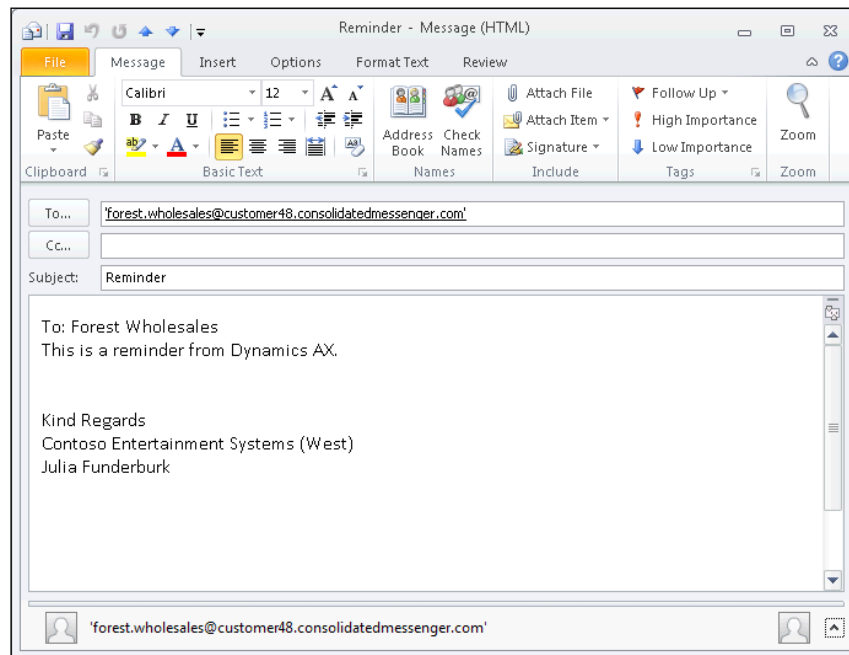 Reminder - Message (HTML)
File Message Insert Options Format Text Review
Calibri 12 A A Attach File Follow Up
B I U Attach Item High Importance
Paste Address Book Check Names Signature Low Importance Zoom
ab A
Clipboard Basic Text Names Include Tags Zoom
To... 'forest.wholesales@customer48.consolidatedmessenger.com'
Cc...
Subject: Reminder
To: Forest Wholesales
This is a reminder from Dynamics AX.
Kind Regards
Contoso Entertainment Systems (West)
Julia Funderburk
'forest.wholesales@customer48.consolidatedmessenger.com'